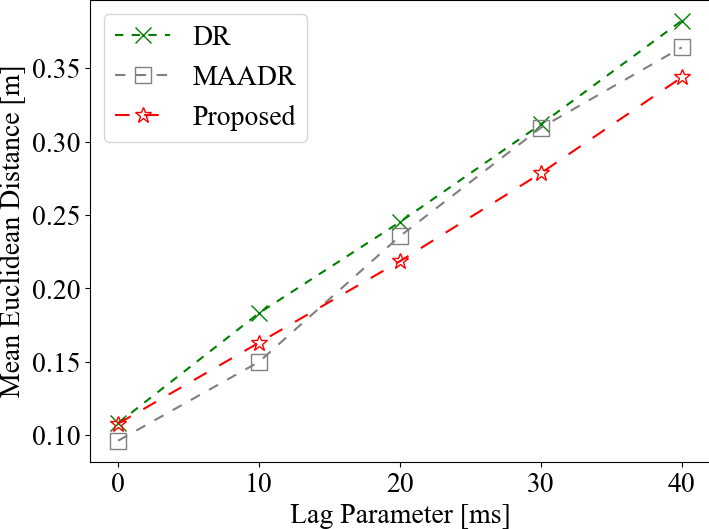 DR
MAADR
Proposed
Mean Euclidean Distance [m]
0.35
0.30
0.25
0.20
0.15
0.10
0 10 20 30 40
Lag Parameter [ms]